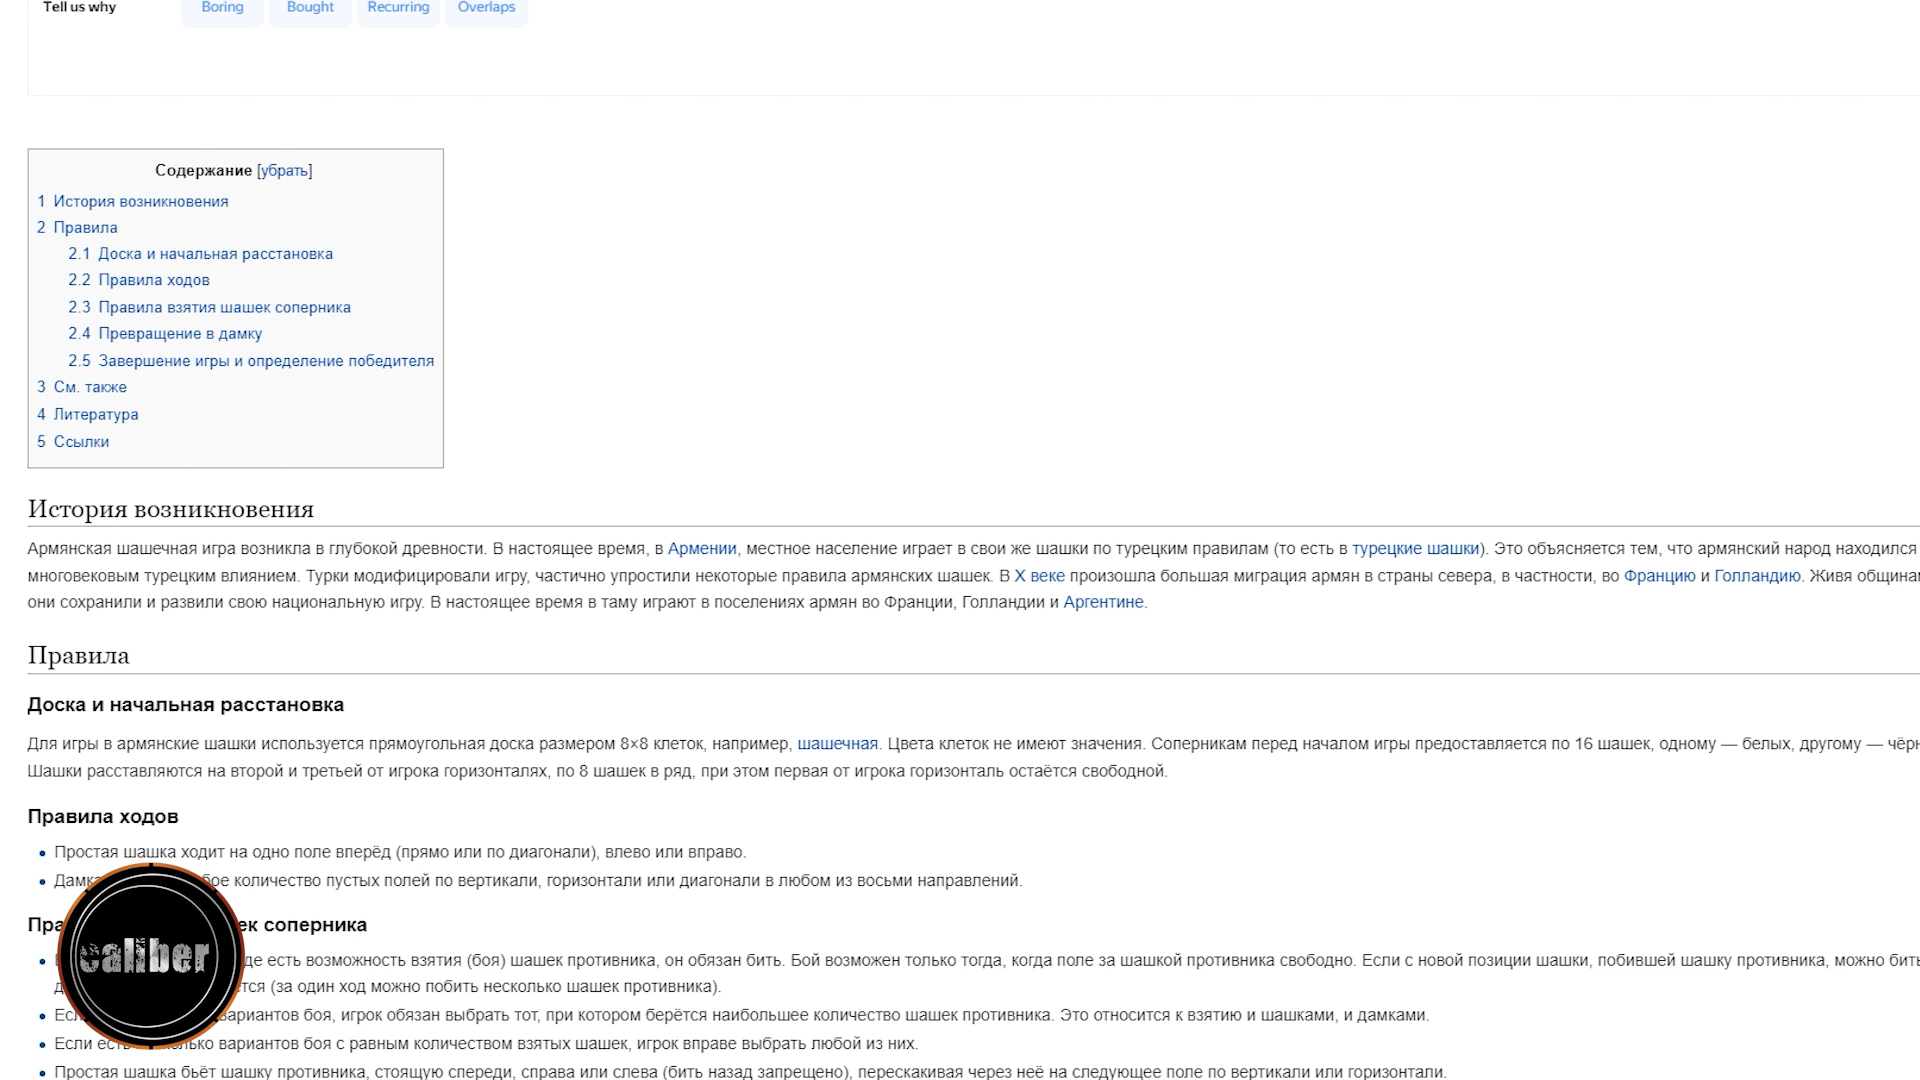 Tell us why Boring Bought Recurring Overlaps
Содержание [убрать]
1 История возникновения
2 Правила
2.1 Доска и начальная расстановка
2.2 Правила ходов
2.3 Правила взятия шашек соперника
2.4 Превращение в дамку
2.5 Завершение игры и определение победителя
3 См. также
4 Литература
5 Ссылки
История возникновения
Армянская шашечная игра возникла в глубокой древности. В настоящее время, в Армении, местное население играет в свои же шашки по турецким правилам (то есть в турецкие шашки). Это объясняется тем, что армянский народ находился
многовековым турецким влиянием. Турки модифицировали игру, частично упростили некоторые правила армянских шашек. В X веке произошла большая миграция армян в страны севера, в частности, во Францию и Голландию. Живя
они сохранили и развили свою национальную игру. В настоящее время в таму играют в поселениях армян во Франции, Голландии и Аргентине.
Правила
Доска и начальная расстановка
Для игры в армянские шашки используется прямоугольная доска размером 8×8 клеток, например, шашечная. Цвета клеток не имеют значения. Соперникам перед началом игры предоставляется по 16 шашек, одному — белых, другому —
Шашки расставляются на второй и третьей от игрока горизонталях, по 8 шашек в ряд, при этом первая от игрока горизонталь остаётся свободной.
Правила ходов
Простая шашка ходит на одно поле вперёд (прямо или по диагонали), влево или вправо.
количество пустых полей по вертикали, горизонтали или диагонали в любом из восьми направлений.
соперника
есть возможность взятия (боя) шашек противника, он обязан бить. Бой возможен только тогда, когда поле за шашкой противника свободно. Если с новой позиции шашки, побившей шашку противника, можно бить
(за один ход можно побить несколько шашек противника).
вариантов боя, игрок обязан выбрать тот, при котором берётся наибольшее количество шашек противника. Это относится к взятию и шашками, и дамками.
Если вариантов боя с равным количеством взятых шашек, игрок вправе выбрать любой из них.
Простая шашка бьёт шашку противника, стоящую спереди, справа или слева (бить назад запрещено), перескакивая через неё на следующее поле по вертикали или горизонтали.
caliber